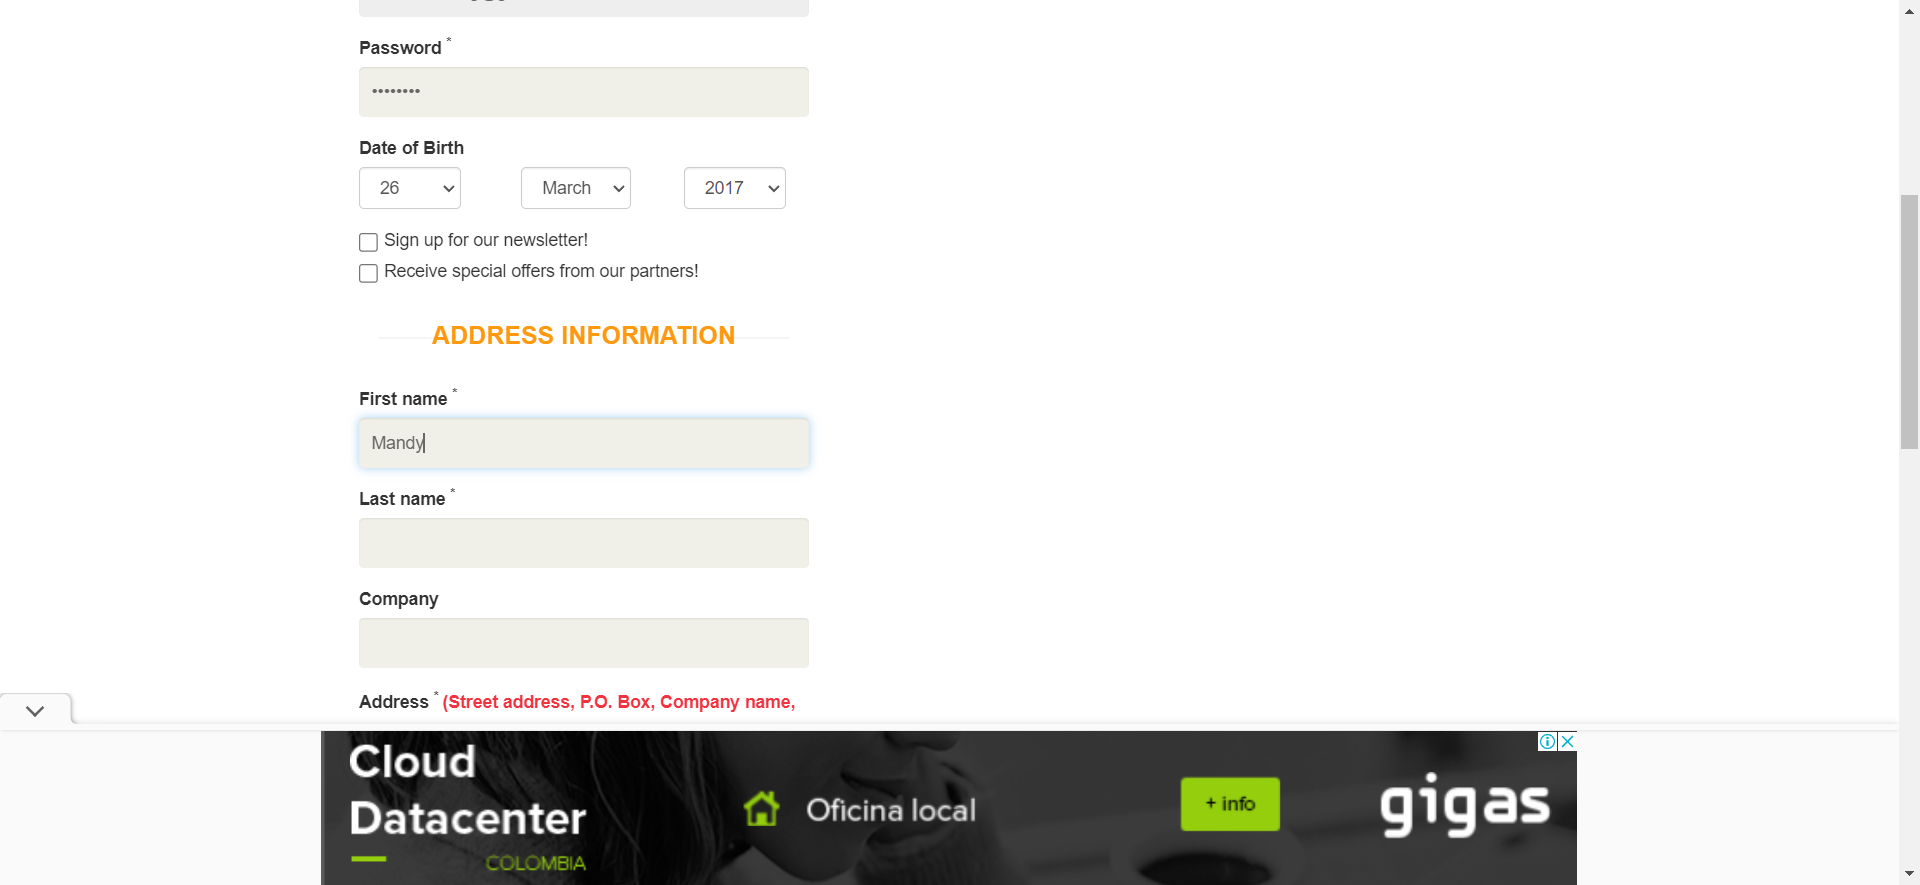 Password *
••••••••
Date of Birth
26 March 2017
Sign up for our newsletter!
Receive special offers from our partners!
ADDRESS INFORMATION
First name *
Mandy
Last name *
Company
Address * (Street address, P.O. Box, Company name,
Cloud
Datacenter
COLOMBIA
Oficina local
+ info
gigas